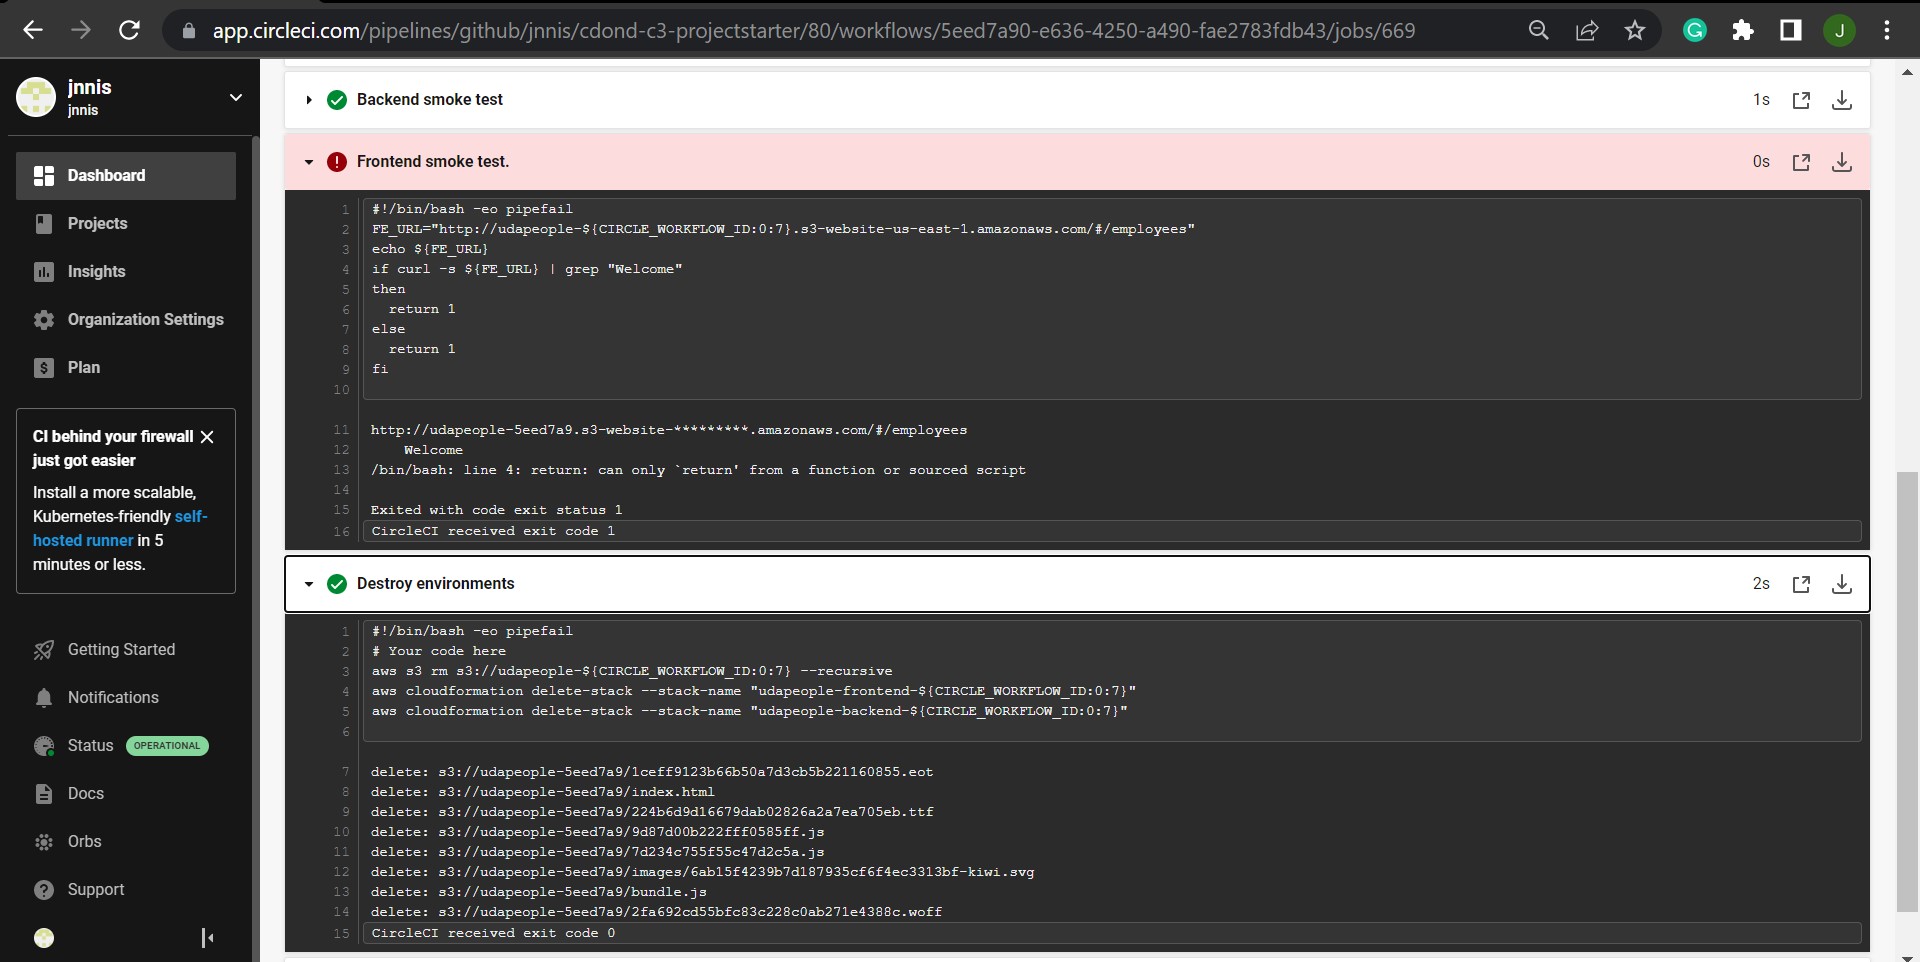 app.circleci.com/pipelines/github/jnnis/cdond-c3-projectstarter/80/workflows/5eed7a90-e636-4250-a490-fae2783fdb43/jobs/669
G
J
jnnis
jnnis
Dashboard
Projects
Insights
Organization Settings
Plan
CI behind your firewall
just got easier
Install a more scalable,
Kubernetes-friendly self-
hosted runner in 5
minutes or less.
Getting Started
Notifications
Status OPERATIONAL
Docs
Orbs
Support
Backend smoke test 1s
Frontend smoke test. 0s
1 #!/bin/bash -eo pipefail
2 FE_URL="http://udapeople-${CIRCLE_WORKFLOW_ID:0:7}.s3-website-us-east-1.amazonaws.com/#/employees"
3 echo ${FE_URL}
4 if curl -s ${FE_URL} | grep "Welcome"
5 then
6 return 1
7 else
8 return 1
9 fi
10
11 http://udapeople-5eed7a9.s3-website-*********.amazonaws.com/#/employees
12 Welcome
13 /bin/bash: line 4: return: can only `return' from a function or sourced script
14
15 Exited with code exit status 1
16 CircleCI received exit code 1
Destroy environments 2s
1 #!/bin/bash -eo pipefail
2 # Your code here
3 aws s3 rm s3://udapeople-${CIRCLE_WORKFLOW_ID:0:7} --recursive
4 aws cloudformation delete-stack --stack-name "udapeople-frontend-${CIRCLE_WORKFLOW_ID:0:7}"
5 aws cloudformation delete-stack --stack-name "udapeople-backend-${CIRCLE_WORKFLOW_ID:0:7}"
6
7 delete: s3://udapeople-5eed7a9/1ceff9123b66b50a7d3cb5b221160855.eot
8 delete: s3://udapeople-5eed7a9/index.html
9 delete: s3://udapeople-5eed7a9/224b6d9d16679dab02826a2a7ea705eb.ttf
10 delete: s3://udapeople-5eed7a9/9d87d00b222fff0585ff.js
11 delete: s3://udapeople-5eed7a9/7d234c755f55c47d2c5a.js
12 delete: s3://udapeople-5eed7a9/images/6ab15f4239b7d187935cf6f4ec3313bf-kiwi.svg
13 delete: s3://udapeople-5eed7a9/bundle.js
14 delete: s3://udapeople-5eed7a9/2fa692cd55bfc83c228c0ab271e4388c.woff
15 CircleCI received exit code 0